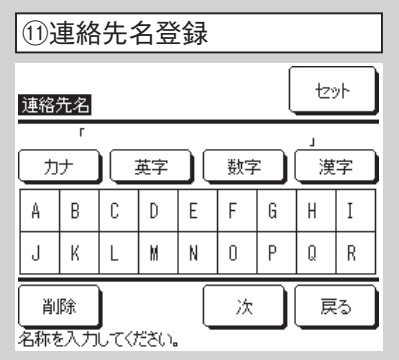 ⑪連絡先名登録
セット
連絡先名
「 」
カナ 英字 数字 漢字
A B C D E F G H I
J K L M N O P Q R
削除 次 戻る
名称を入力してください。